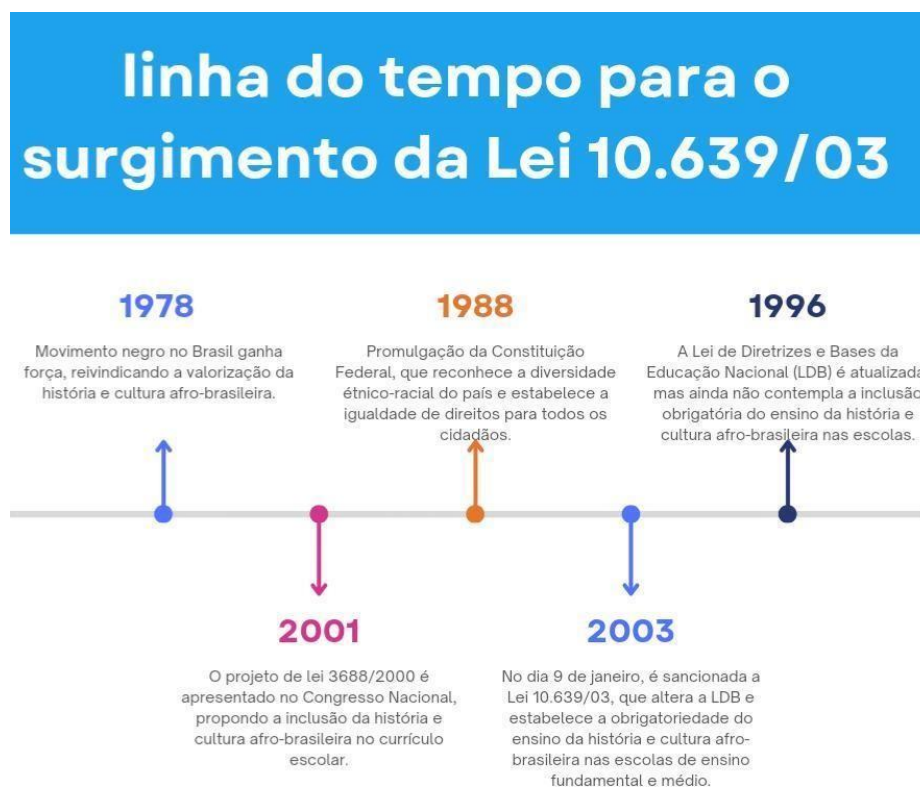 linha do tempo para o
surgimento da Lei 10.639/03
1978
Movimento negro no Brasil ganha
força, reivindicando a valorização da
história e cultura afro-brasileira.
1988
Promulgação da Constituição
Federal, que reconhece a diversidade
étnico-racial do país e estabelece a
igualdade de direitos para todos os
cidadãos.
1996
A Lei de Diretrizes e Bases da
Educação Nacional (LDB) é atualizada
mas ainda não contempla a inclusão
obrigatória do ensino da história e
cultura afro-brasileira nas escolas.
2001
O projeto de lei 3688/2000 é
apresentado no Congresso Nacional,
propondo a inclusão da história e
cultura afro-brasileira no currículo
escolar.
2003
No dia 9 de janeiro, é sancionada a
Lei 10.639/03, que altera a LDB e
estabelece a obrigatoriedade do
ensino da história e cultura afro-
brasileira nas escolas de ensino
fundamental e médio.